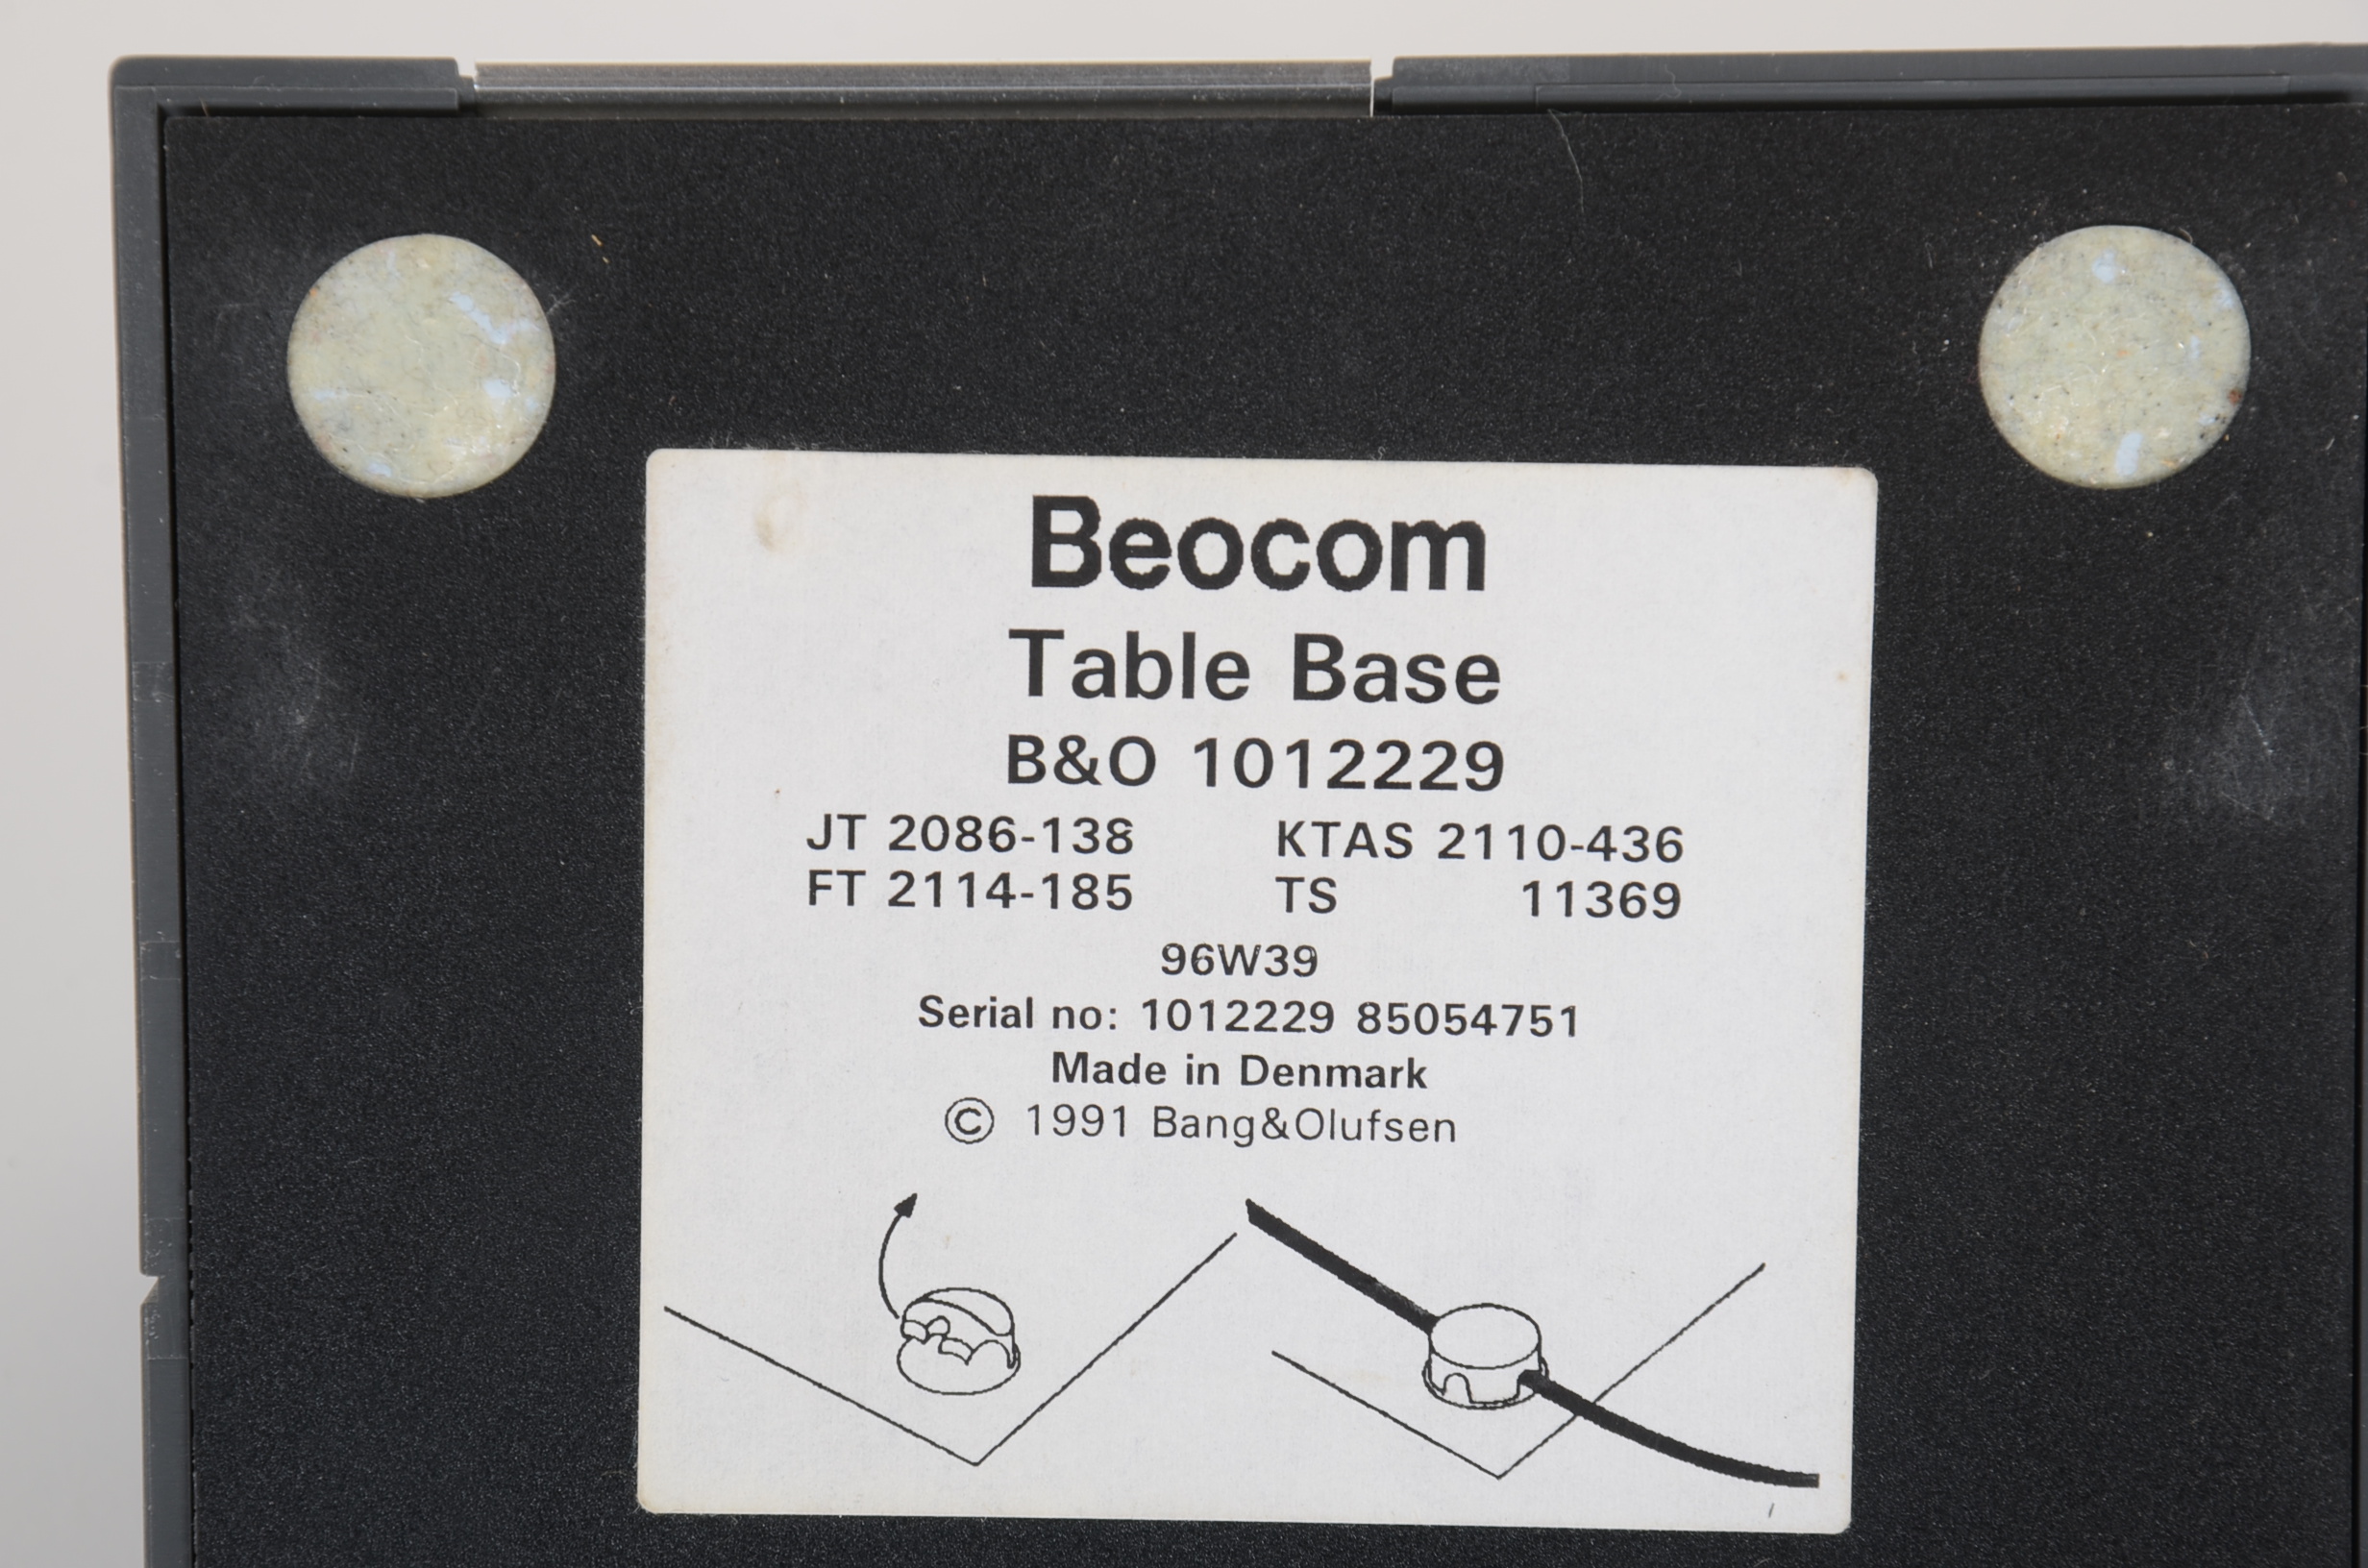 Beocom
Table Base
B&O 1012229
JT 2086-138 KTAS 2110-436
FT 2114-185 TS 11369
96W39
Serial no: 1012229 85054751
Made in Denmark
© 1991 Bang&Olufsen